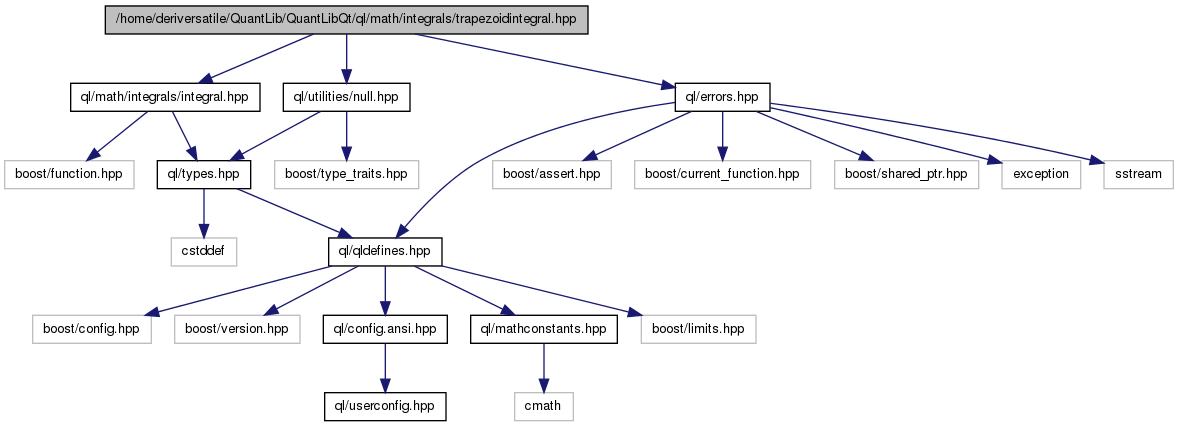 /home/deriversatile/QuantLib/QuantLibQt/ql/math/integrals/trapezoidintegral.hpp
ql/math/integrals/integral.hpp
ql/utilities/null.hpp
ql/errors.hpp
boost/function.hpp
ql/types.hpp
boost/type_traits.hpp
boost/assert.hpp
boost/current_function.hpp
boost/shared_ptr.hpp
exception
sstream
cstddef
ql/qldefines.hpp
boost/config.hpp
boost/version.hpp
ql/config.ansi.hpp
ql/mathconstants.hpp
boost/limits.hpp
ql/userconfig.hpp
cmath